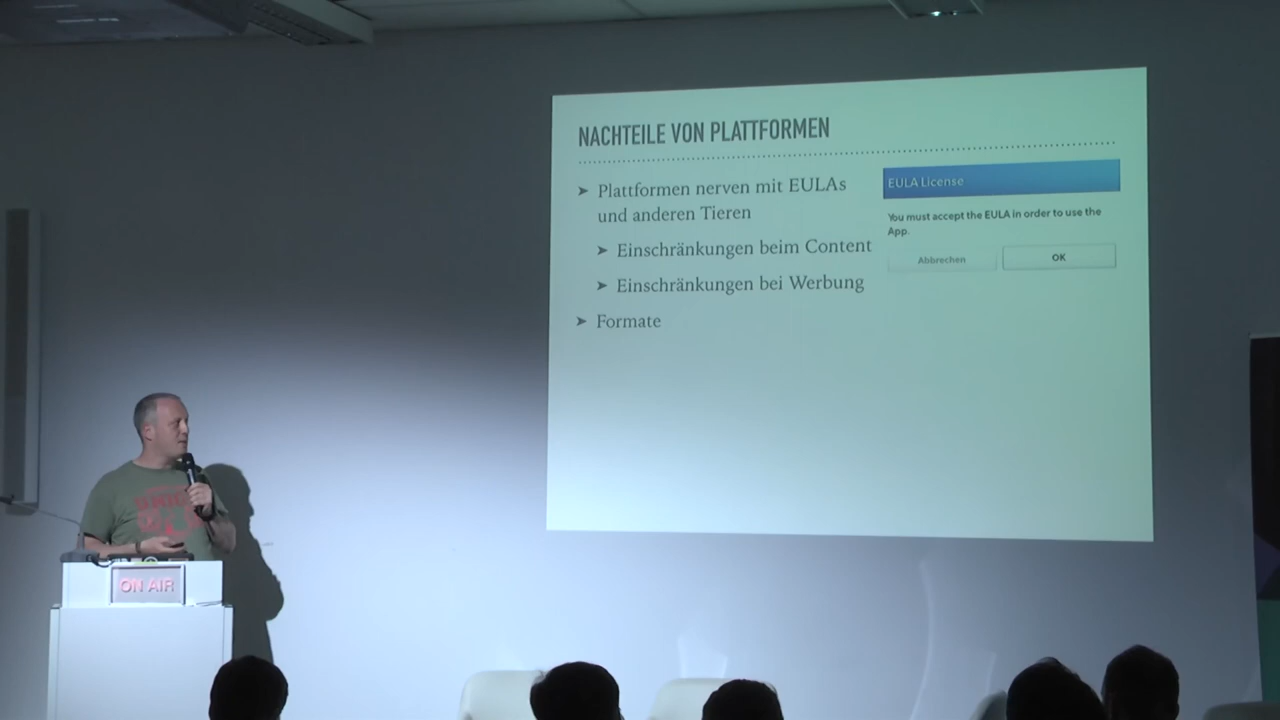 NACHTEILE VON PLATTFORMEN
➤ Plattformen nerven mit EULAs
und anderen Tieren
➤ Einschränkungen beim Content
➤ Einschränkungen bei Werbung
➤ Formate
EULA License
You must accept the EULA in order to use the
App.
Abbrechen
OK
ON AIR